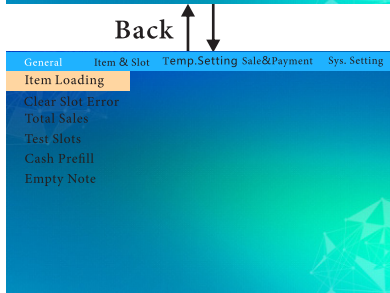 Back
General Item & Slot Temp.Setting Sale&Payment Sys. Setting
Item Loading
Clear Slot Error
Total Sales
Test Slots
Cash Prefill
Empty Note